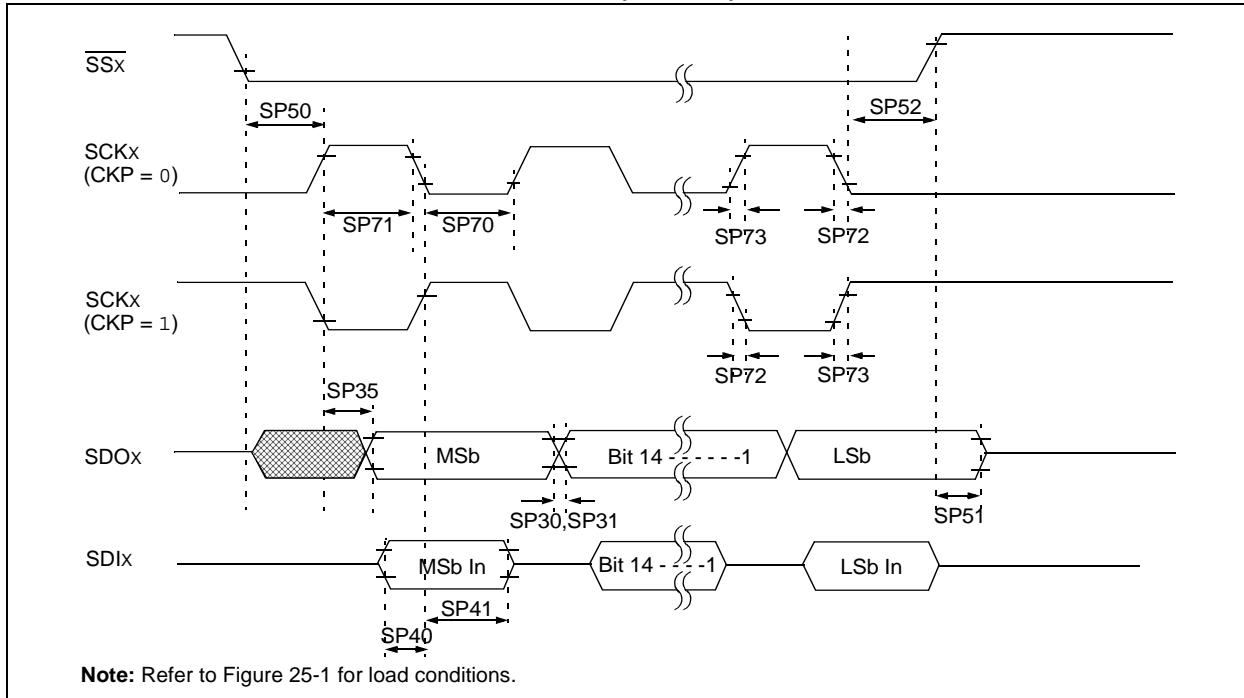 SSX
SP50
SP52
SCKX
(CKP = 0)
SP71
SP70
SP73
SP72
SCKX
(CKP = 1)
SP72
SP73
SP35
SDOX
MSb
Bit 14 - - - - - -1
LSb
SP30,SP31
SP51
SDIX
MSb In
Bit 14 - - - -1
LSb In
SP41
SP40
Note: Refer to Figure 25-1 for load conditions.